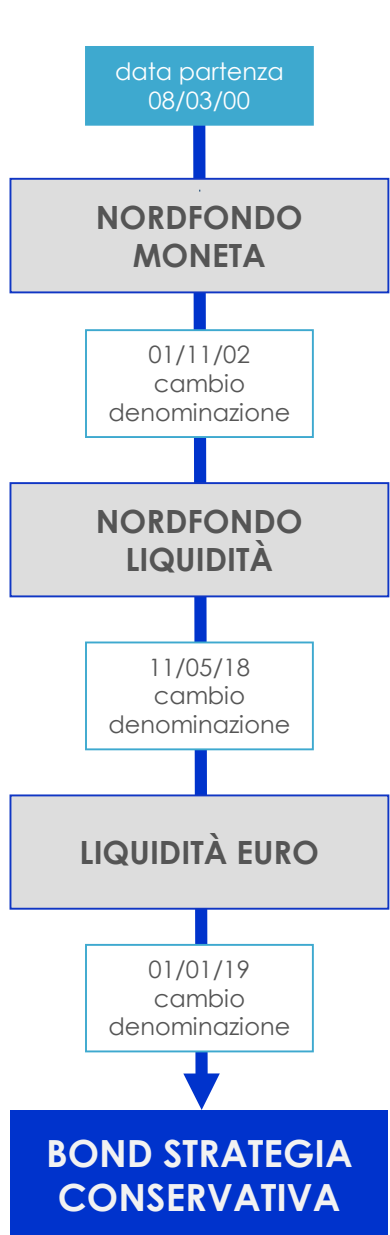 data partenza
08/03/00
NORDFONDO
MONETA
01/11/02
cambio
denominazione
NORDFONDO
LIQUIDITÀ
11/05/18
cambio
denominazione
LIQUIDITÀ EURO
01/01/19
cambio
denominazione
BOND STRATEGIA
CONSERVATIVA